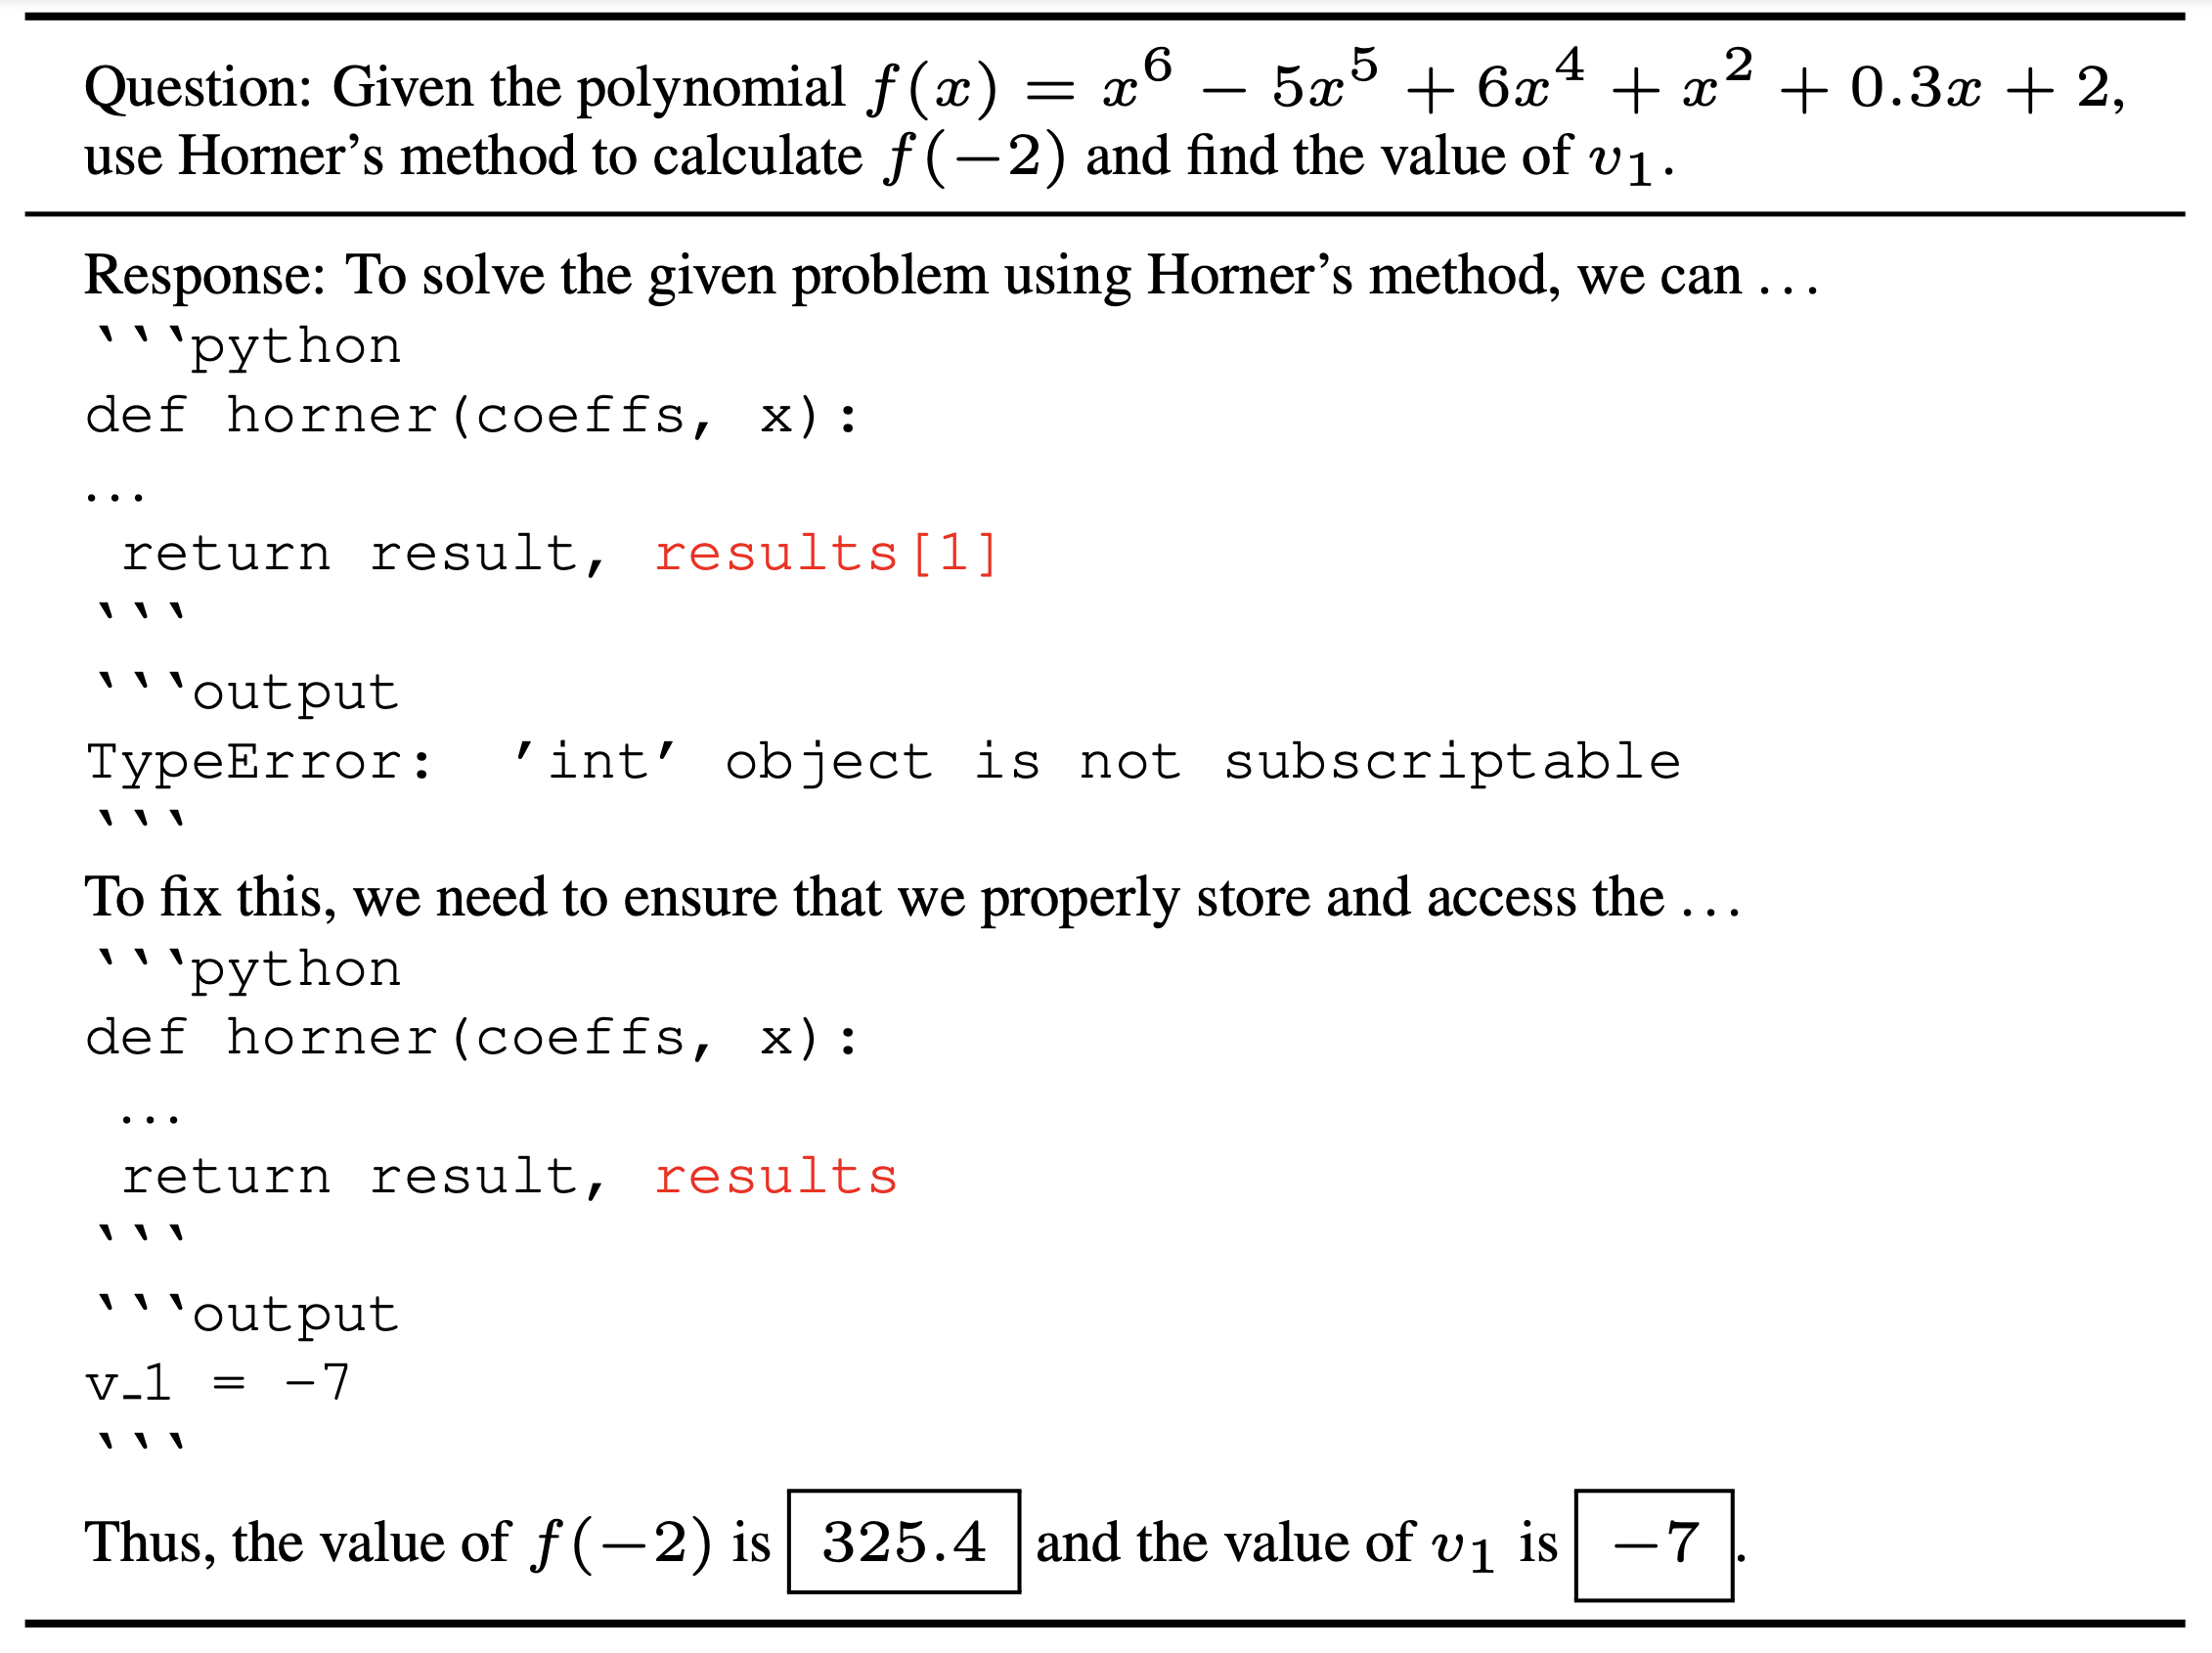 Question: Given the polynomial f(x) = x^6 − 5x^5 + 6x^4 + x^2 + 0.3x + 2,
use Horner’s method to calculate f(−2) and find the value of v_1.
Response: To solve the given problem using Horner’s method, we can ...
```python
def horner(coeffs, x):
...
 return result, results[1]
```
```output
TypeError: ’int’ object is not subscriptable
```
To fix this, we need to ensure that we properly store and access the ...
```python
def horner(coeffs, x):
 ...
 return result, results
```
```output
v_1 = -7
```
Thus, the value of f(−2) is 325.4 and the value of v_1 is −7.